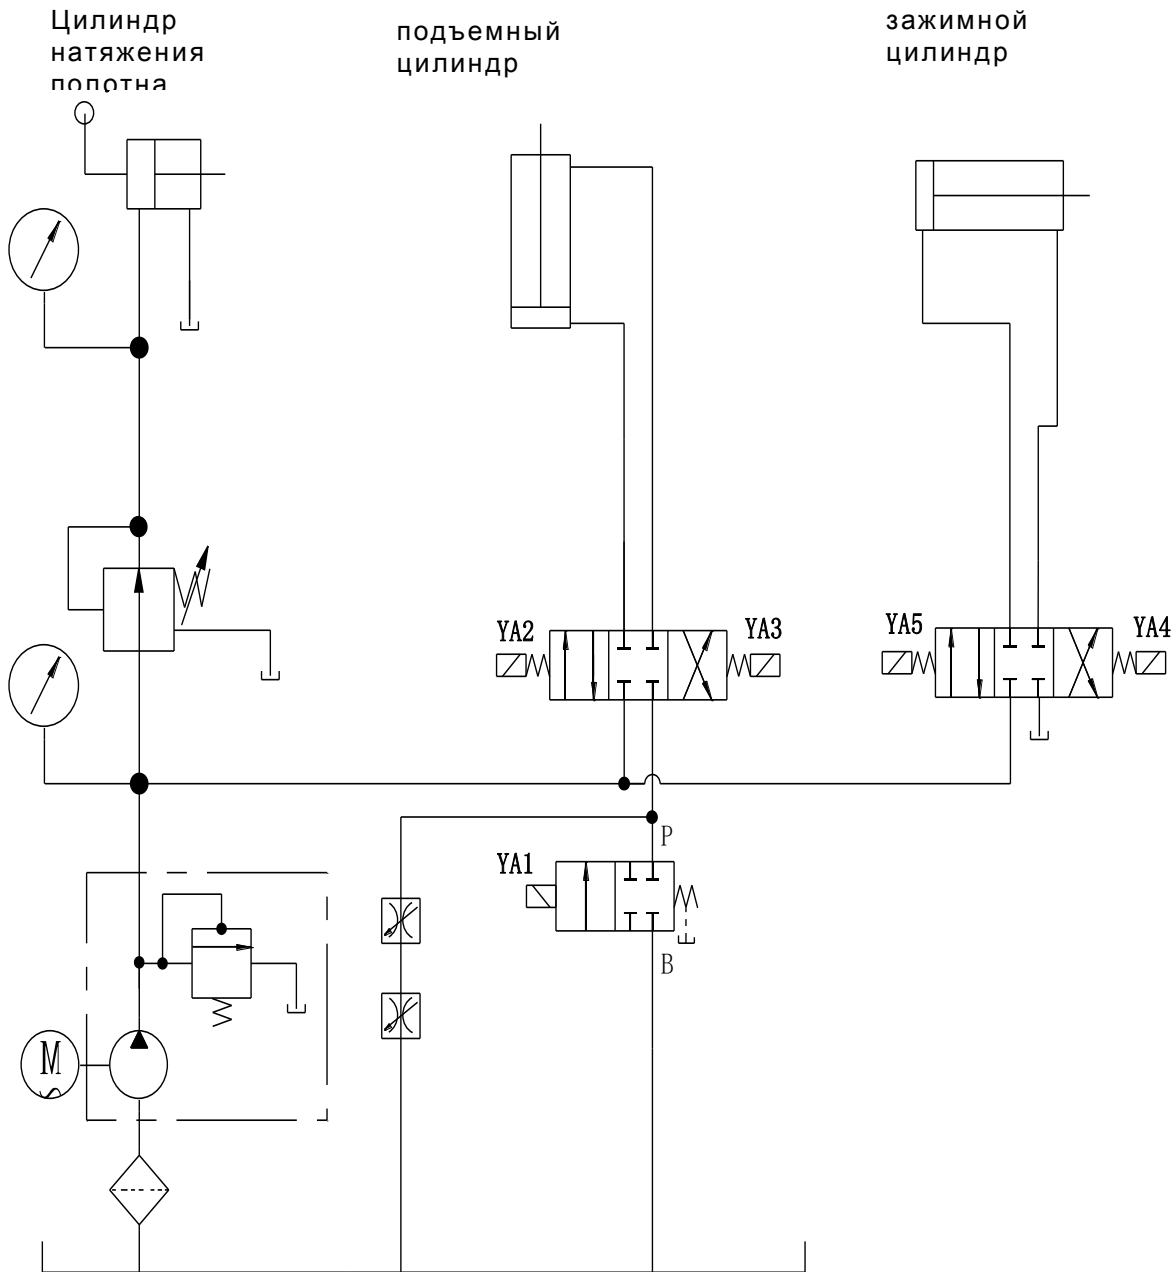 Цилиндр
натяжения
полотна
подъемный
цилиндр
зажимной
цилиндр
YA2
YA3
YA5
YA4
P
YA1
B
M